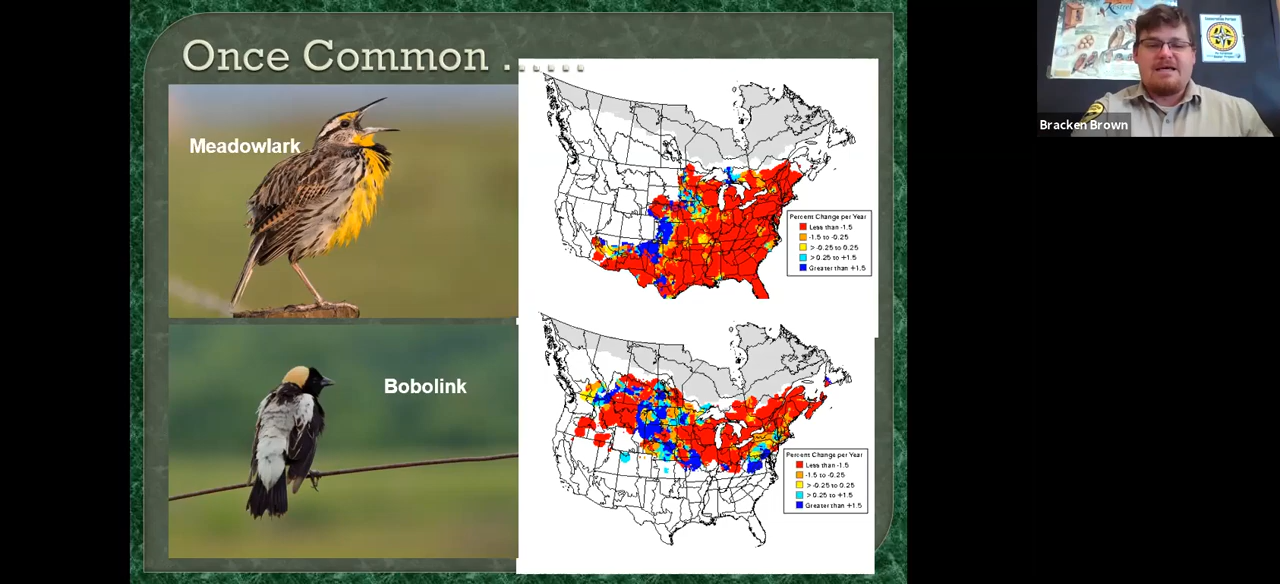 Once Common . . . . . .
Meadowlark
Percent Change per Year
Less than -1.5
-1.5 to -0.25
> -0.25 to 0.25
> 0.25 to +1.5
Greater than +1.5
Bobolink
Percent Change per Year
Less than -1.5
-1.5 to -0.25
> -0.25 to 0.25
> 0.25 to +1.5
Greater than +1.5
Kestrel
Bracken Brown